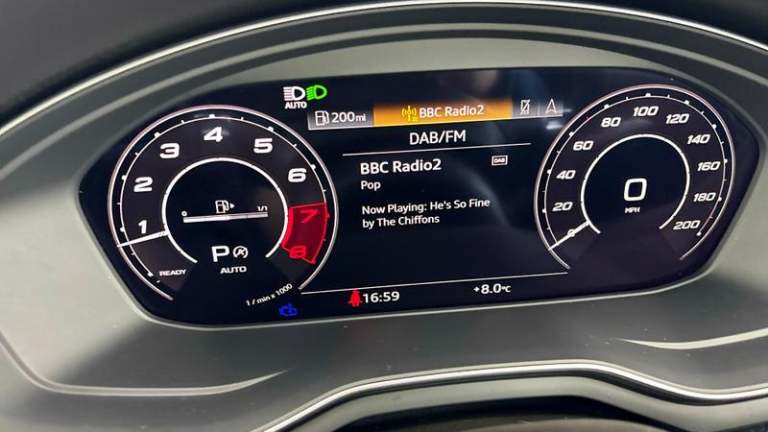 AUTO
200mi
BBC Radio2
DAB/FM
BBC Radio2
DAB
Pop
Now Playing: He's So Fine
by The Chiffons
16:59
+8.0°C
1
2
3
4
5
6
7
8
0
1/1
P
AUTO
READY
1 / min x 1000
0
MPH
20
40
60
80
100
120
140
160
180
200